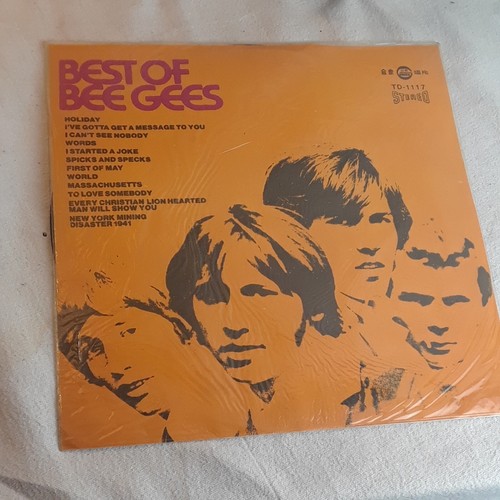 BEST OF
BEE GEES
TD-1117
STEREO
HOLIDAY
I'VE GOTTA GET A MESSAGE TO YOU
I CAN'T SEE NOBODY
WORDS
I STARTED A JOKE
SPICKS AND SPECKS
FIRST OF MAY
WORLD
MASSACHUSETTS
TO LOVE SOMEBODY
EVERY CHRISTIAN LION HEARTED
MAN WILL SHOW YOU
NEW YORK MINING
DISASTER 1941